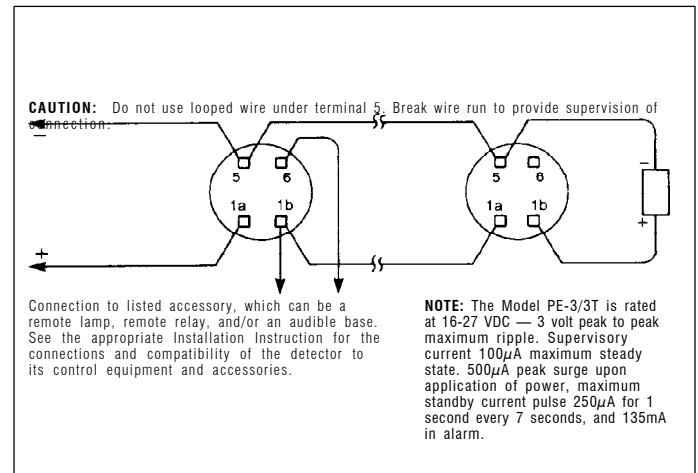 CAUTION: Do not use looped wire under terminal 5. Break wire run to provide supervision of
connection.
−
5 6
1a 1b
+
5 6
1a 1b
−
+
Connection to listed accessory, which can be a
remote lamp, remote relay, and/or an audible base.
See the appropriate Installation Instruction for the
connections and compatibility of the detector to
its control equipment and accessories.
NOTE: The Model PE-3/3T is rated
at 16-27 VDC — 3 volt peak to peak
maximum ripple. Supervisory
current 100µA maximum steady
state. 500µA peak surge upon
application of power, maximum
standby current pulse 250µA for 1
second every 7 seconds, and 135mA
in alarm.